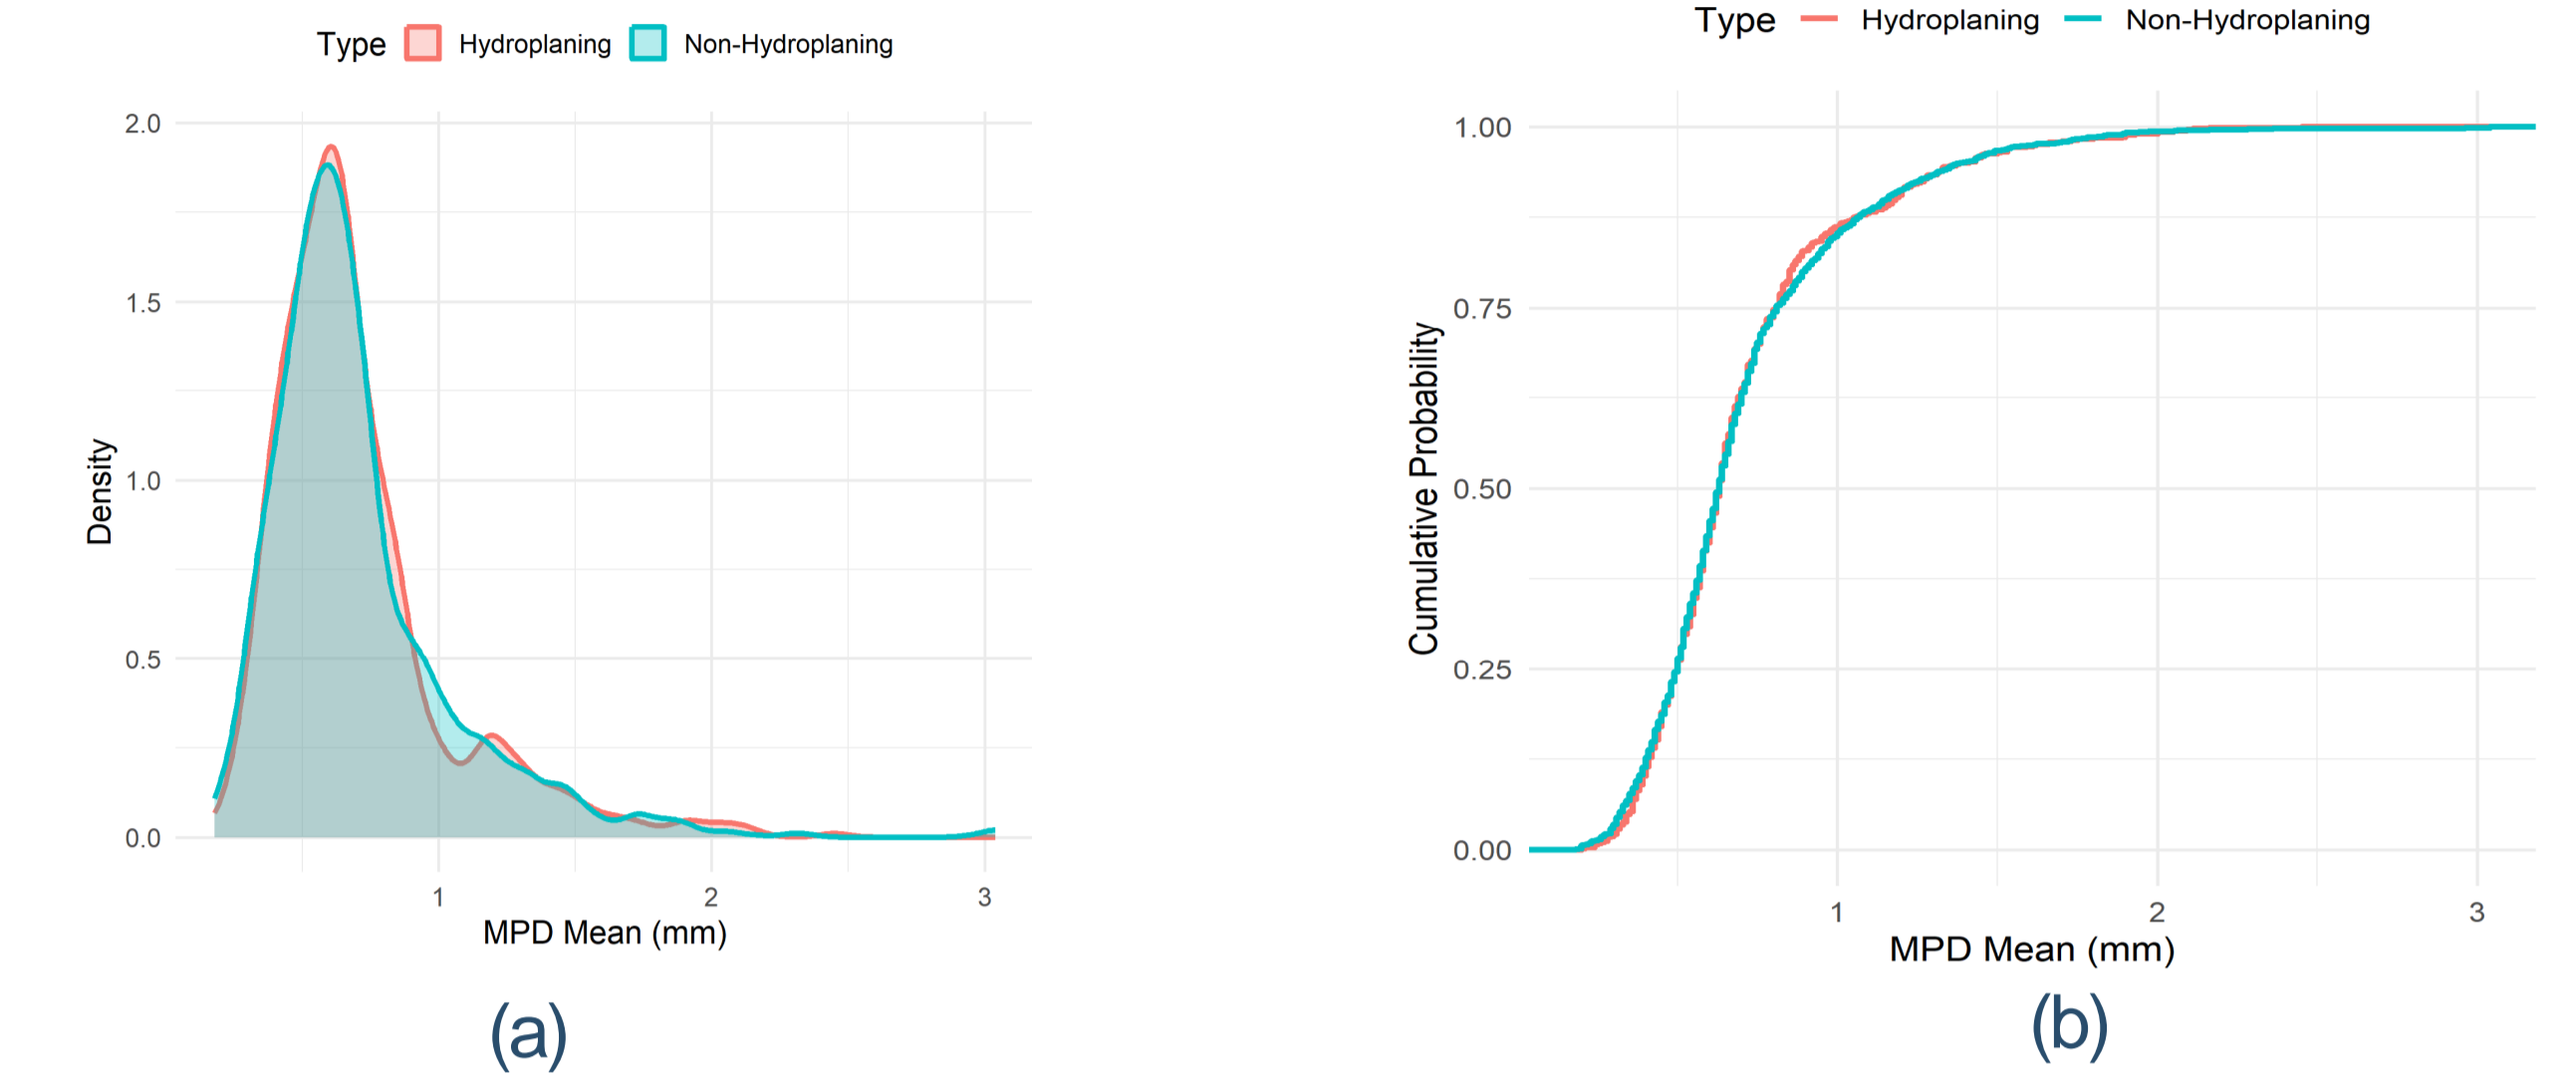 Type Hydroplaning Non-Hydroplaning
2.0
1.5
1.0
0.5
0.0
Density
1 2 3
MPD Mean (mm)
(a)
Type Hydroplaning Non-Hydroplaning
1.00
0.75
0.50
0.25
0.00
Cumulative Probability
1 2 3
MPD Mean (mm)
(b)